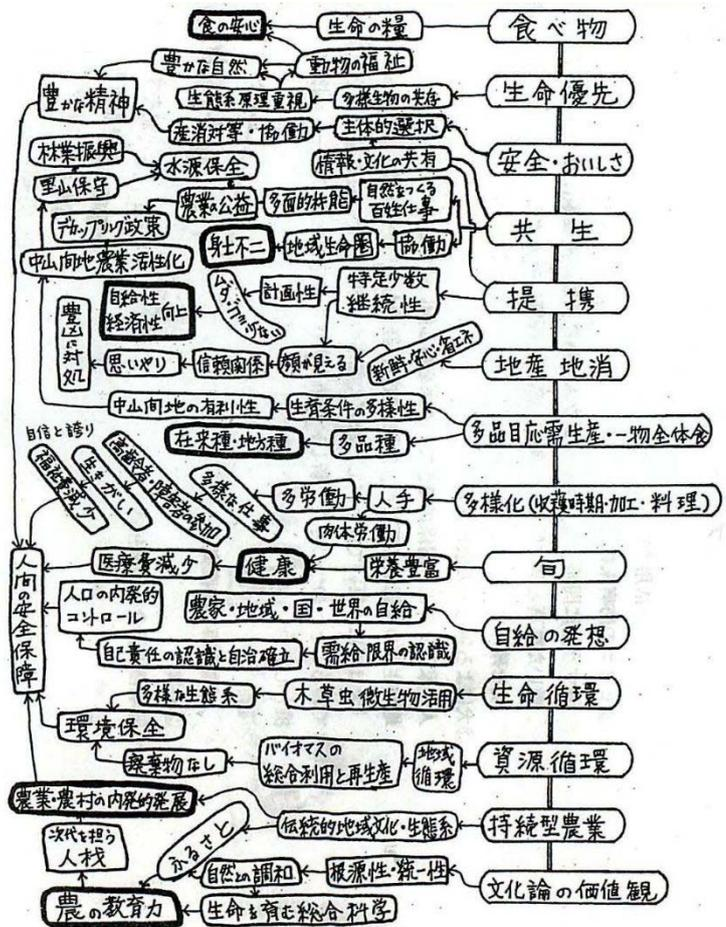 食べ物
生命の糧
食の安心
動物の福祉
豊かな自然
生命優先
多様生物の共存
生態系原理重視
豊かな精神
安全・おいしさ
主体的選択
産消対等・協働
情報・文化の共有
林業振興
水源保全
里山保守
共生
自然をつくる
百姓仕事
多面的機能
農業の公益
デカップリング政策
中山間地農業活性化
協働
地域生命圏
身土不二
提携
特定少数
継続性
計画性
ムダ・ゴミが少ない
自給性
経済性向上
地産地消
新鮮・安心・省エネ
顔が見える
信頼関係
思いやり
豊凶に対処
多品目応需生産・一物全体食
生育条件の多様性
中山間地の有利性
多品種
在来種・地方種
多様化(収穫時期・加工・料理)
人手
多労働
多様な仕事
高齢者・障害者の参加
生きがい
自信と誇り
福祉費減少
肉体労働
旬
栄養豊富
健康
医療費減少
人間の安全保障
自給の発想
農家・地域・国・世界の自給
人口の内発的
コントロール
需給限界の認識
自己責任の認識と自治確立
生命循環
木草虫微生物活用
多様な生態系
環境保全
資源循環
地域
循環
バイオマスの
総合利用と再生産
廃棄物なし
持続型農業
伝統的地域文化・生態系
農業・農村の内発的発展
ふるさと
次代を担う
人材
文化論の価値観
根源性・統一性
自然との調和
生命を育む総合科学
農の教育力